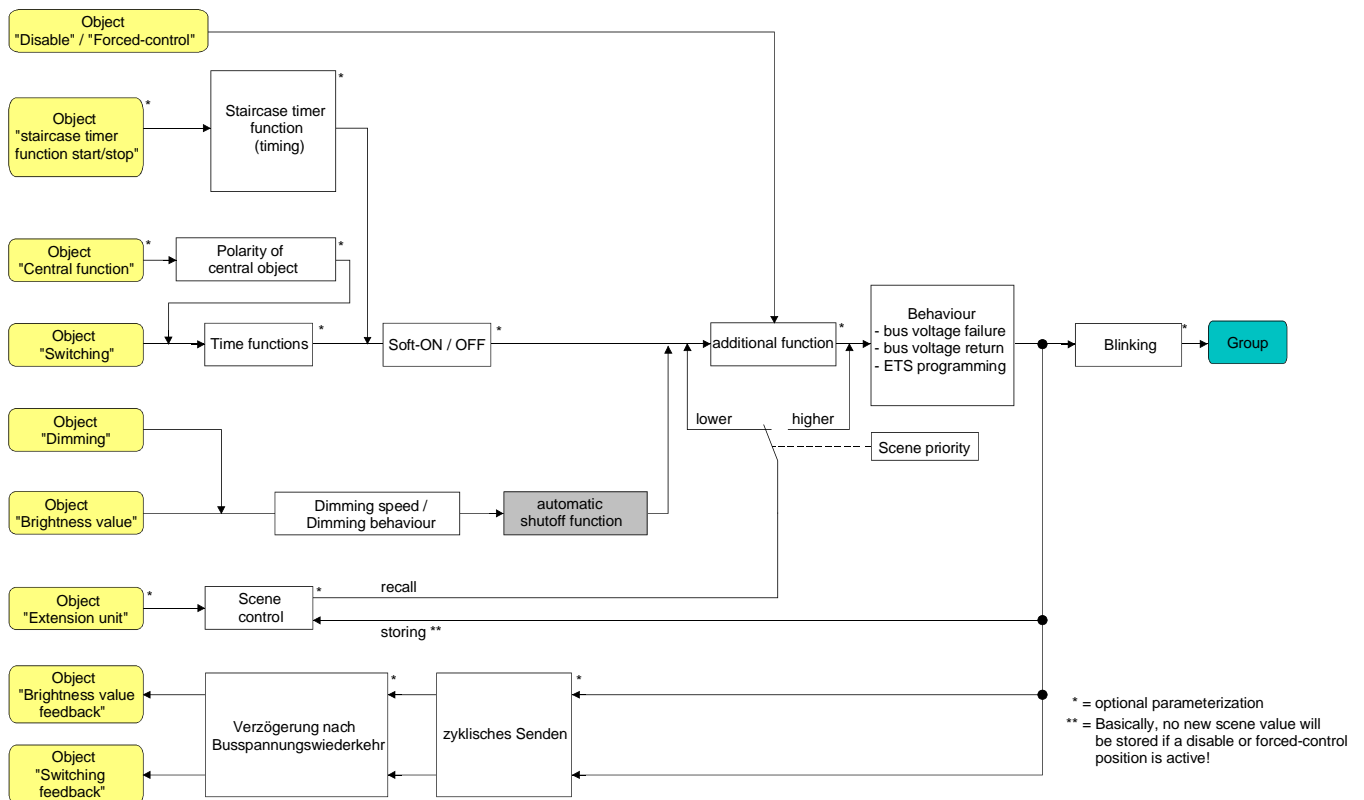 Object
"Disable" / "Forced-control"
*
*
Object
"staircase timer
function start/stop"
Staircase timer
function
(timing)
*
*
Object
"Central function"
Polarity of
central object
Object
"Switching"
*
Time functions
*
Soft-ON / OFF
*
additional function
Behaviour
- bus voltage failure
- bus voltage return
- ETS programming
*
Blinking
Group
lower
higher
Scene priority
Object
"Dimming"
Object
"Brightness value"
Dimming speed /
Dimming behaviour
automatic
shutoff function
*
*
Object
"Extension unit"
Scene
control
recall
storing **
Object
"Brightness value
feedback"
*
*
Verzögerung nach
Busspannungswiederkehr
zyklisches Senden
Object
"Switching
feedback"
* = optional parameterization
** = Basically, no new scene value will
be stored if a disable or forced-control
position is active!